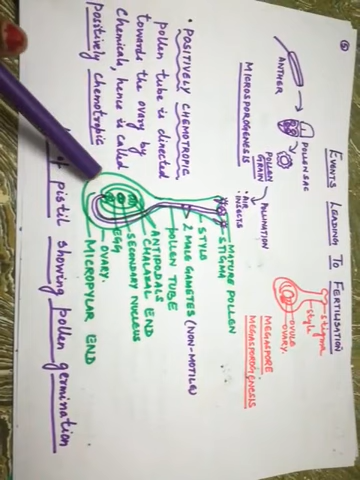 5
EVENTS LEADING TO FERTILISATION
ANTHER
POLLEN SAC
POLLEN
GRAIN
POLLINATION
• AIR
• INSECTS
MICROSPOROGENESIS
stigma
style
OVULE
OVARY.
MEGASPORE
MEGASPOROGENESIS
• POSITIVELY CHEMOTROPIC
pollen tube is directed
towards the ovary by
chemicals, hence is called
positively chemotropic
MATURE POLLEN
STIGMA
STYLE
2 MALE GAMETES (NON-MOTILE)
POLLEN TUBE
ANTIPODALS
CHALAZAL END
SECONDARY NUCLEUS
EGG
OVARY.
MICROPYLAR END
of pistil showing pollen germination